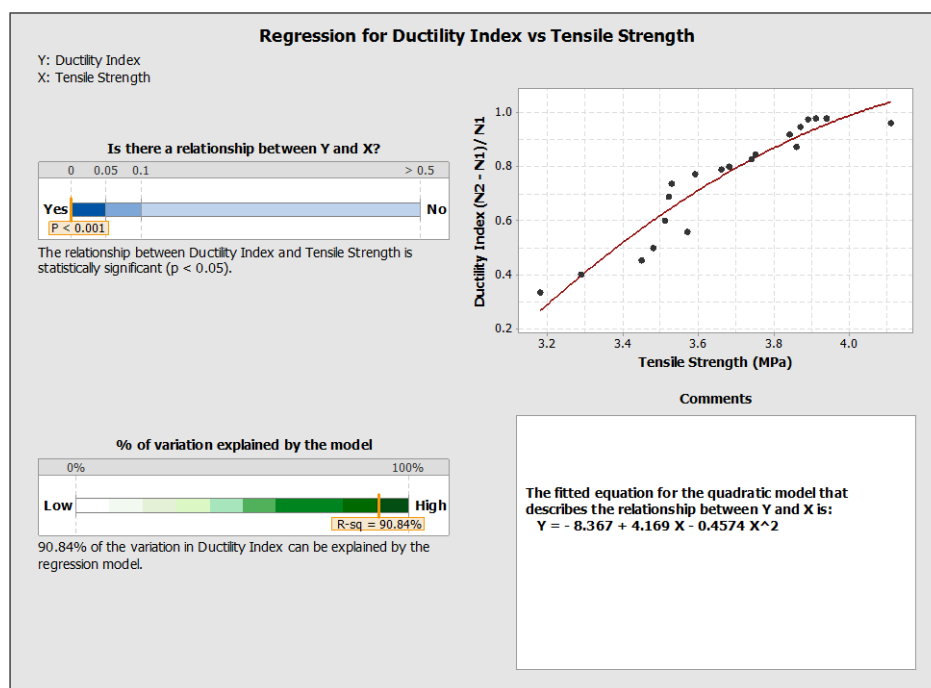 Regression for Ductility Index vs Tensile Strength
Y: Ductility Index
X: Tensile Strength
Is there a relationship between Y and X?
0 0.05 0.1 > 0.5
Yes No
P < 0.001
The relationship between Ductility Index and Tensile Strength is
statistically significant (p < 0.05).
% of variation explained by the model
0% 100%
Low High
R-sq = 90.84%
90.84% of the variation in Ductility Index can be explained by the
regression model.
Ductility Index (N2 - N1)/ N1
1.0
0.8
0.6
0.4
0.2
3.2 3.4 3.6 3.8 4.0
Tensile Strength (MPa)
Comments
The fitted equation for the quadratic model that
describes the relationship between Y and X is:
Y = - 8.367 + 4.169 X - 0.4574 X^2